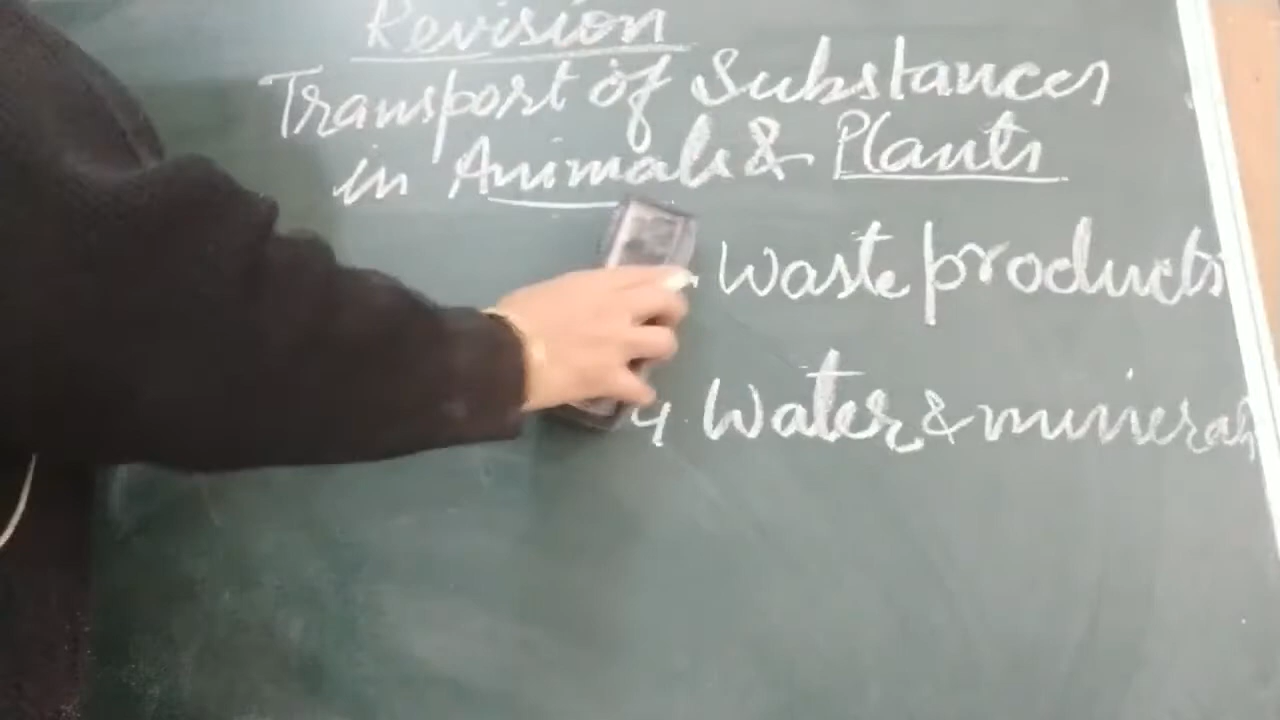 Revision
Transport of Substances
in Animals & Plants
Waste products
4. Water & minerals